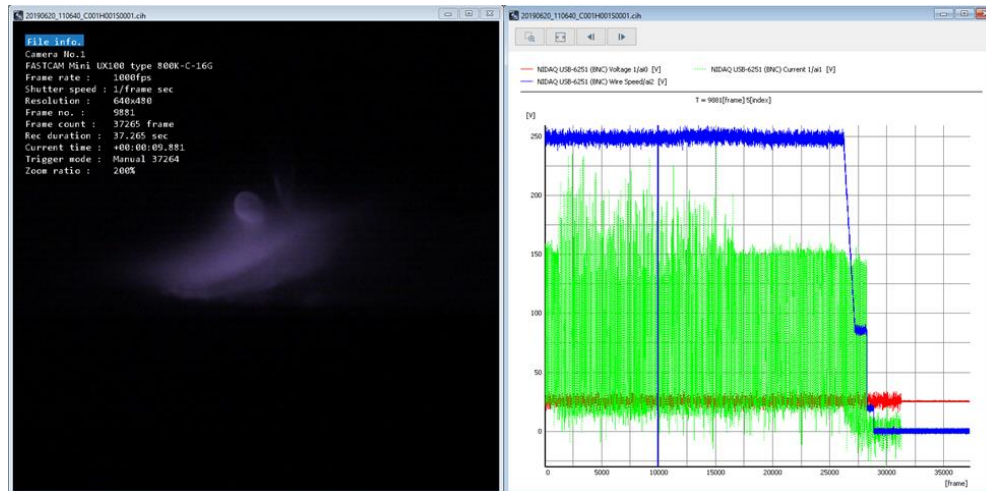 20190620_110640_C001H001S0001.cih
File info.
Camera No.1
FASTCAM Mini UX100 type 800K-C-16G
Frame rate : 1000fps
Shutter speed : 1/frame sec
Resolution : 640x480
Frame no. : 9881
Frame count : 37265 frame
Rec duration : 37.265 sec
Current time : +00:00:09.881
Trigger mode : Manual 37264
Zoom ratio : 200%
20190620_110640_C001H001S0001.cih
NIDAQ USB-6251 (BNC) Voltage 1/ai0 [V]
NIDAQ USB-6251 (BNC) Current 1/ai1 [V]
NIDAQ USB-6251 (BNC) Wire Speed/ai2 [V]
T = 9881[frame].5[index]
[V]
250
200
150
100
50
0
0 5000 10000 15000 20000 25000 30000 35000
[frame]